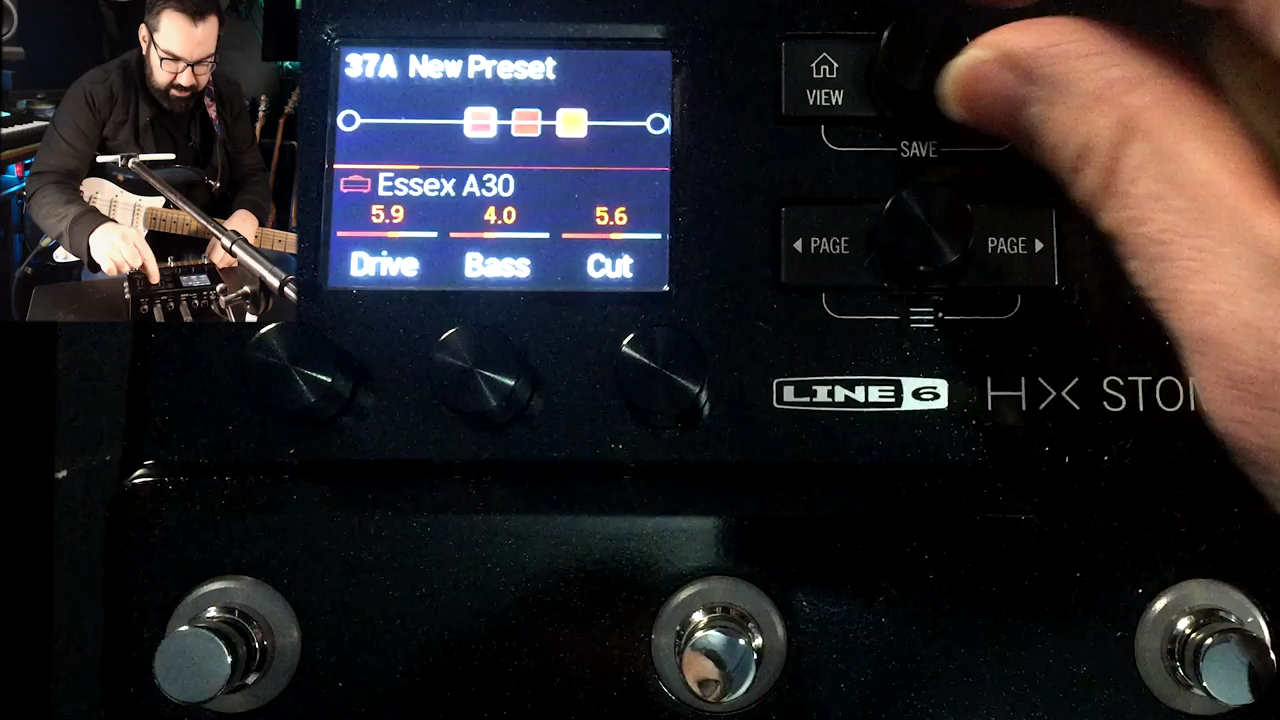 37A New Preset
Essex A30
5.9 4.0 5.6
Drive Bass Cut
VIEW
SAVE
PAGE PAGE
LINE 6 HX